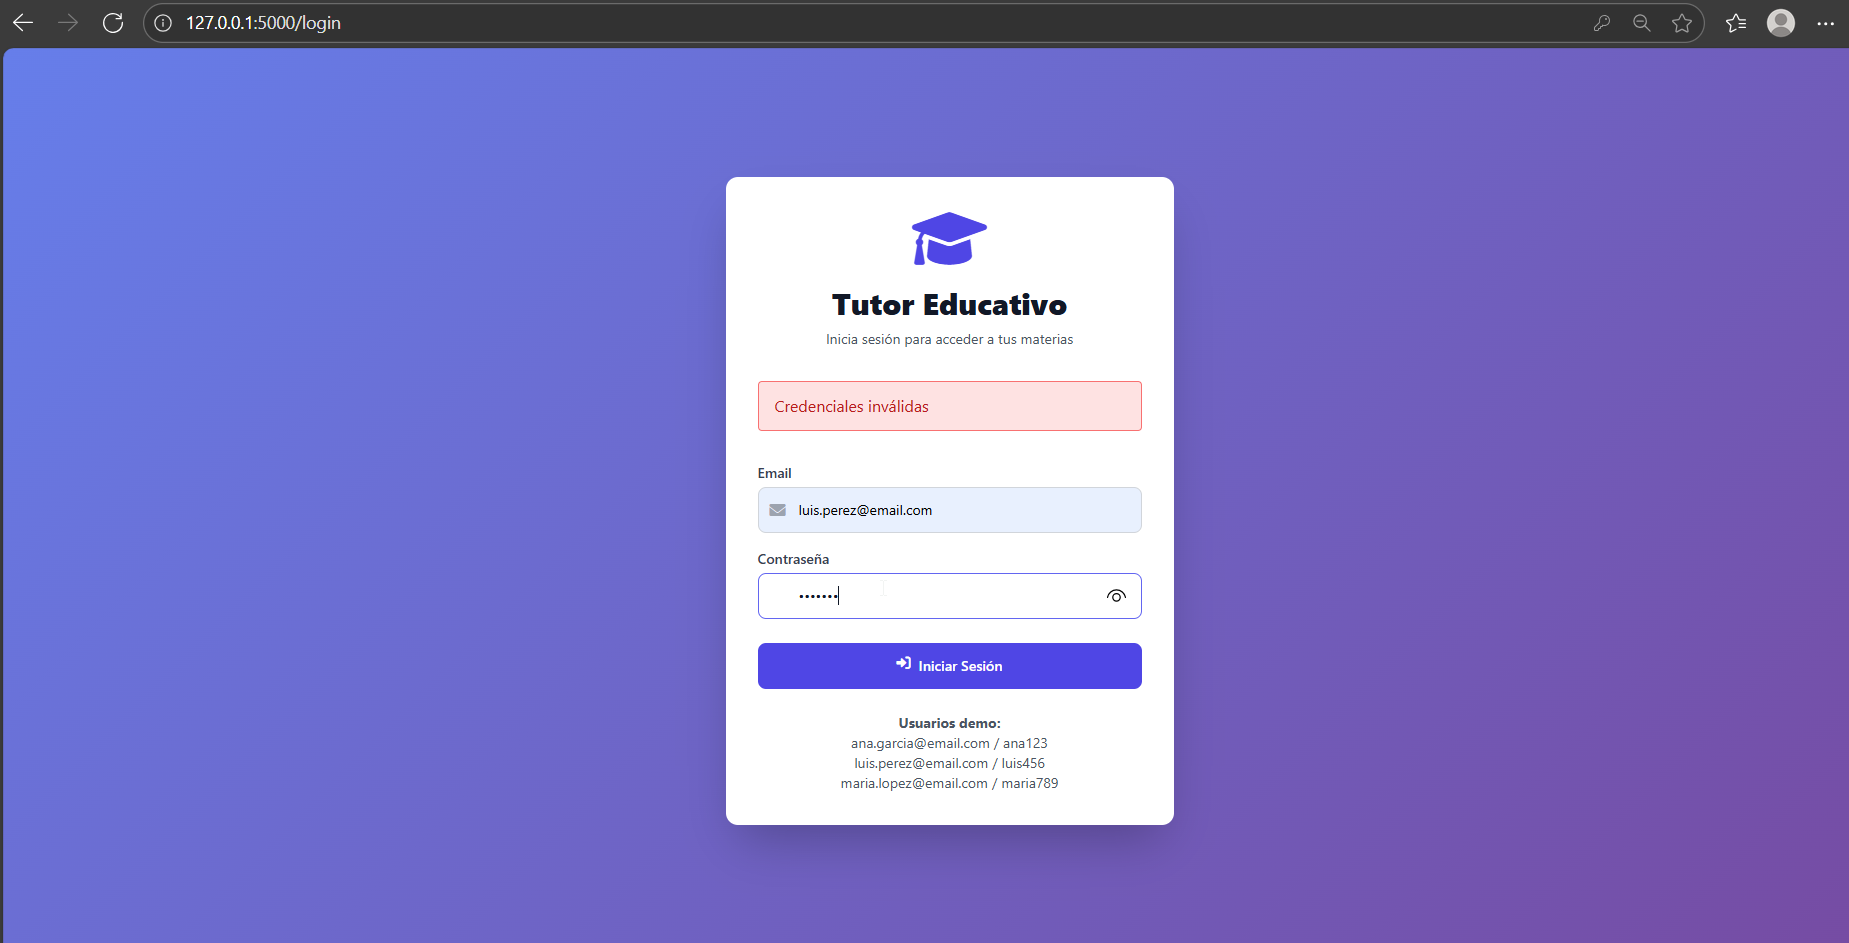 127.0.0.1:5000/login
Tutor Educativo
Inicia sesión para acceder a tus materias
Credenciales inválidas
Email
luis.perez@email.com
Contraseña
•••••••
Iniciar Sesión
Usuarios demo:
ana.garcia@email.com / ana123
luis.perez@email.com / luis456
maria.lopez@email.com / maria789